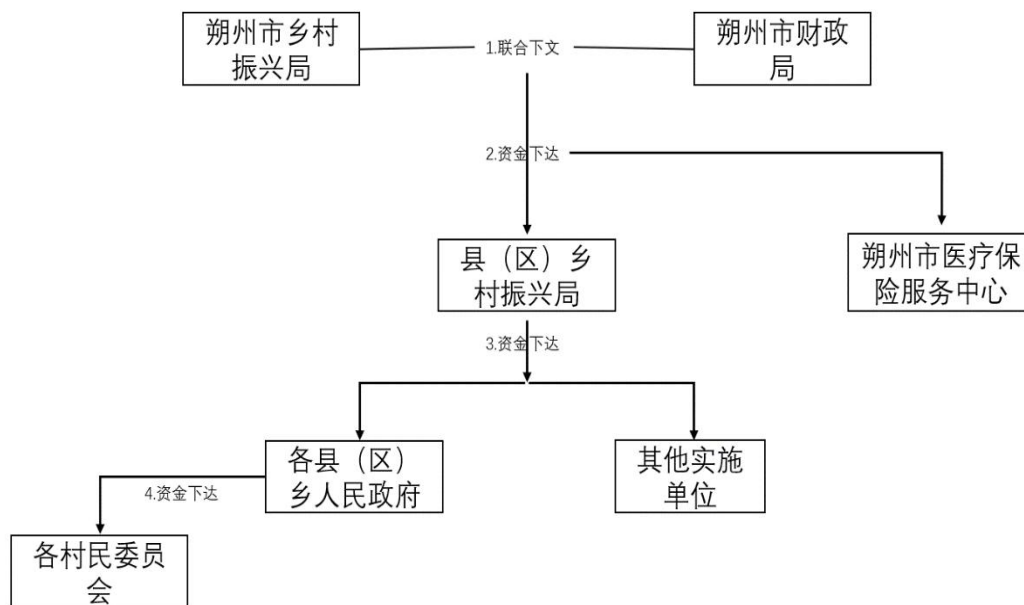 朔州市乡村
振兴局
1.联合下文
朔州市财政
局
2.资金下达
县（区）乡
村振兴局
朔州市医疗保
险服务中心
3.资金下达
各县（区）
乡人民政府
其他实施
单位
4.资金下达
各村民委员
会